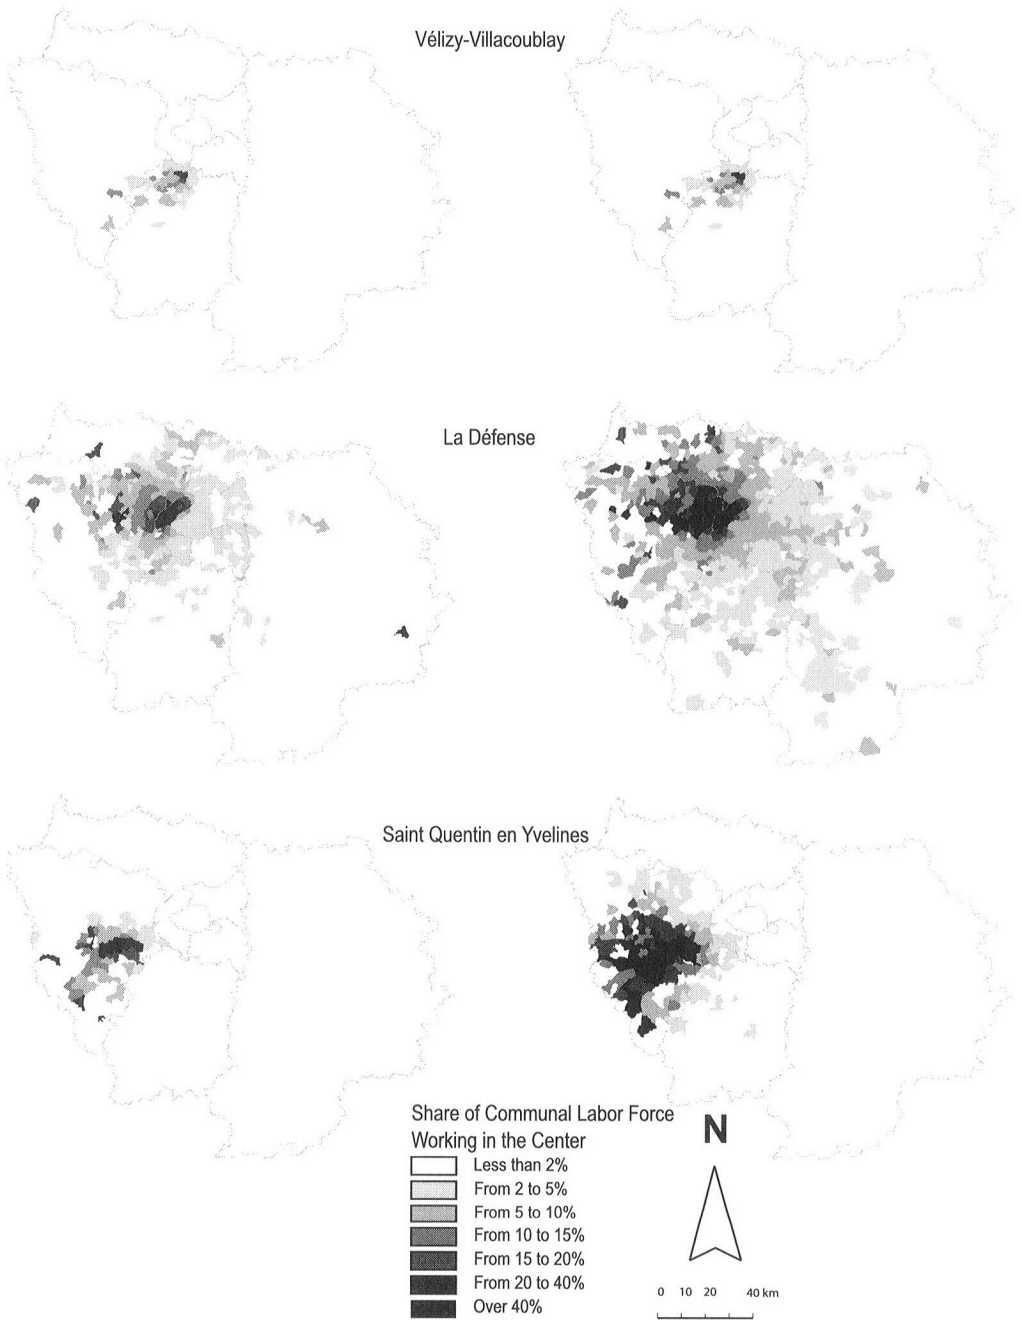 Vélizy-Villacoublay
La Défense
Saint Quentin en Yvelines
Share of Communal Labor Force
Working in the Center
Less than 2%
From 2 to 5%
From 5 to 10%
From 10 to 15%
From 15 to 20%
From 20 to 40%
Over 40%
N
0 10 20 40 km